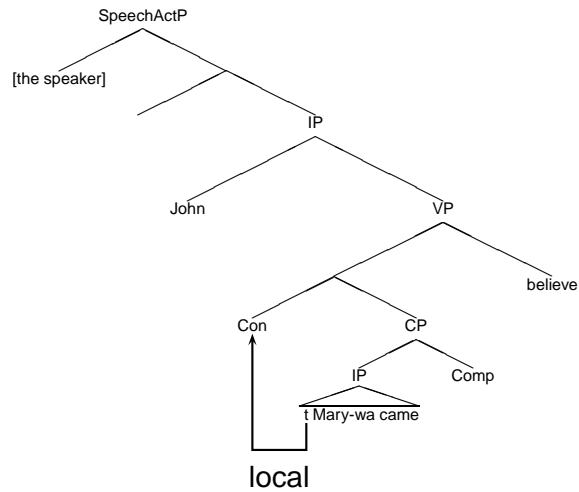 SpeechActP
[the speaker]
IP
John
VP
believe
Con
CP
IP
Comp
t Mary-wa came
local